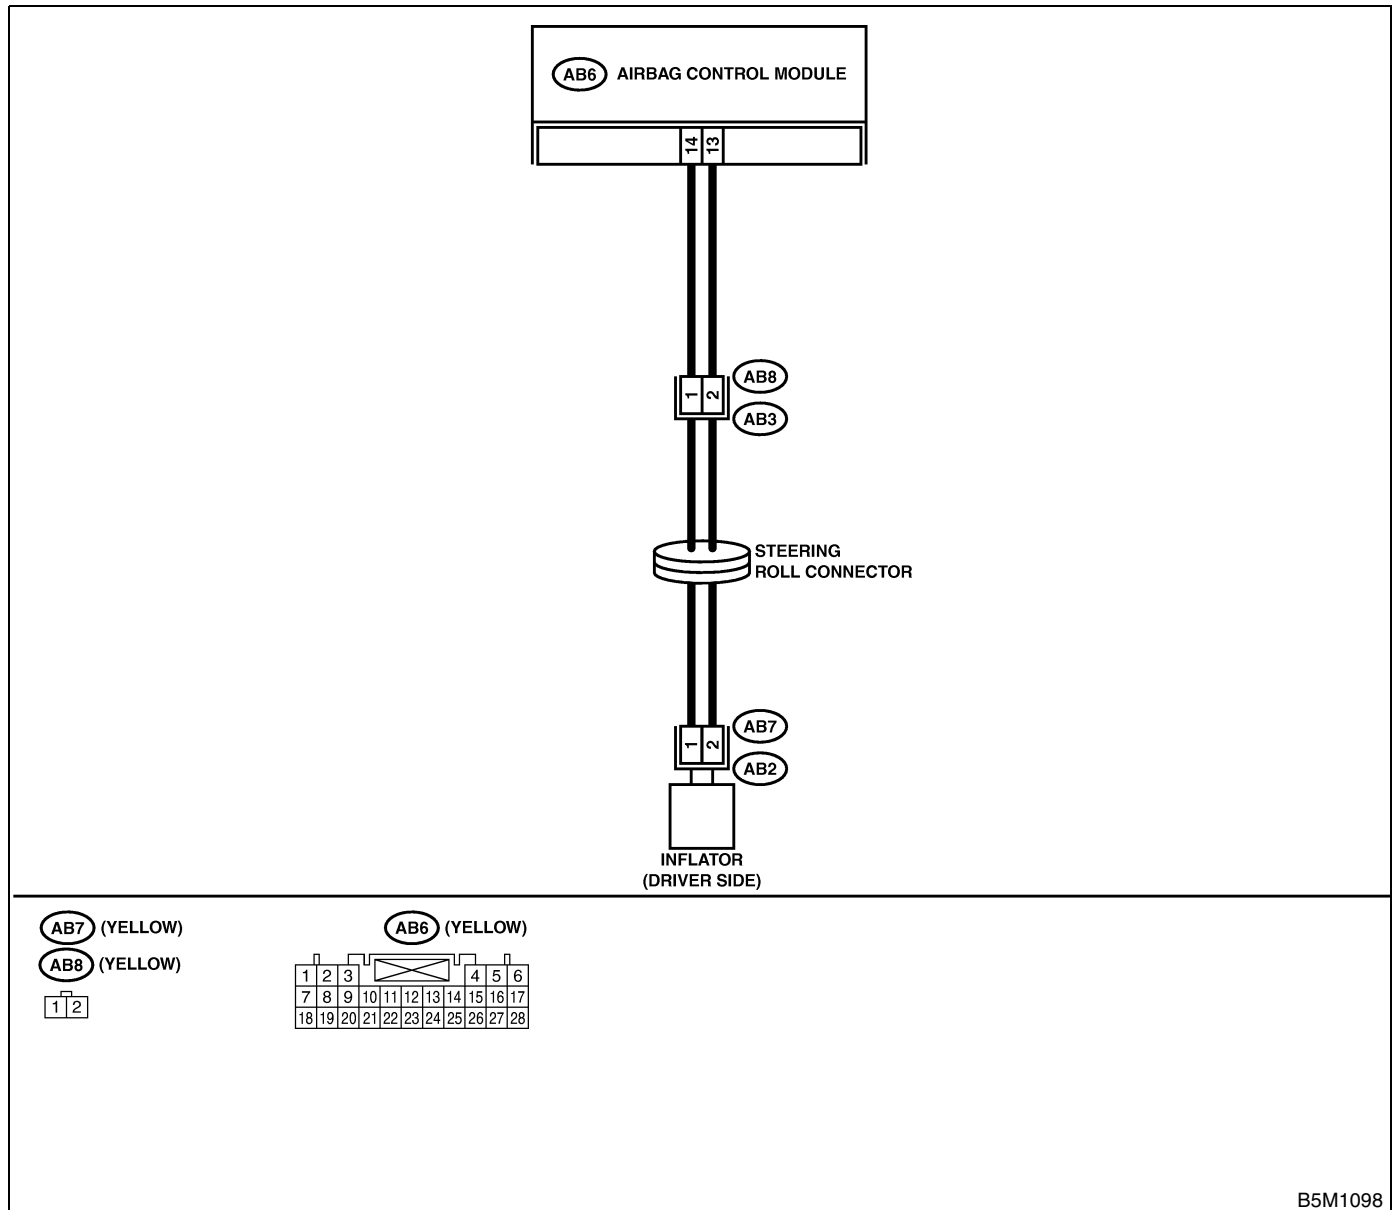 AB6 AIRBAG CONTROL MODULE
14 13
AB8
1 2
AB3
STEERING
ROLL CONNECTOR
AB7
1 2
AB2
INFLATOR
(DRIVER SIDE)
AB7 (YELLOW)
AB8 (YELLOW)
1 2
AB6 (YELLOW)
1 2 3 4 5 6
7 8 9 10 11 12 13 14 15 16 17
18 19 20 21 22 23 24 25 26 27 28
B5M1098